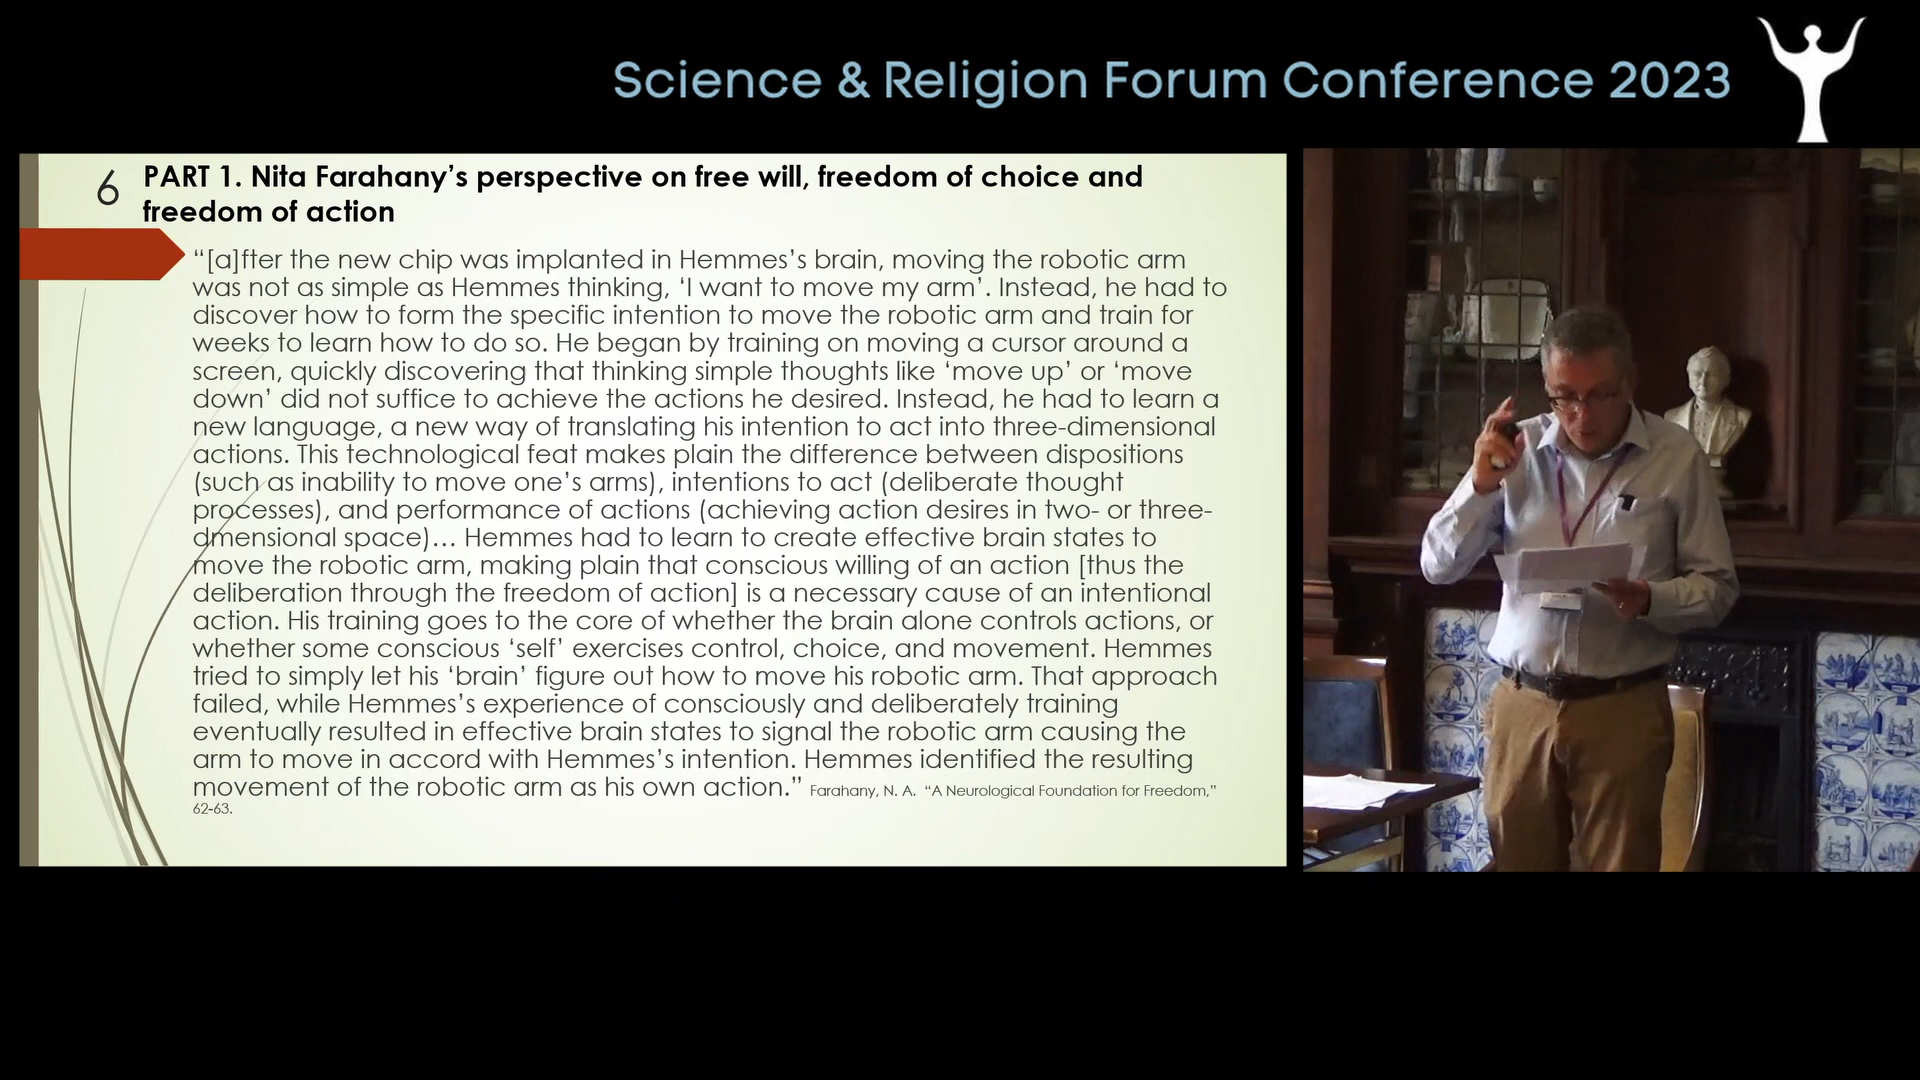 Science & Religion Forum Conference 2023
6
PART 1. Nita Farahany’s perspective on free will, freedom of choice and
freedom of action
“[a]fter the new chip was implanted in Hemmes’s brain, moving the robotic arm
was not as simple as Hemmes thinking, ‘I want to move my arm’. Instead, he had to
discover how to form the specific intention to move the robotic arm and train for
weeks to learn how to do so. He began by training on moving a cursor around a
screen, quickly discovering that thinking simple thoughts like ‘move up’ or ‘move
down’ did not suffice to achieve the actions he desired. Instead, he had to learn a
new language, a new way of translating his intention to act into three-dimensional
actions. This technological feat makes plain the difference between dispositions
(such as inability to move one’s arms), intentions to act (deliberate thought
processes), and performance of actions (achieving action desires in two- or three-
dmensional space)… Hemmes had to learn to create effective brain states to
move the robotic arm, making plain that conscious willing of an action [thus the
deliberation through the freedom of action] is a necessary cause of an intentional
action. His training goes to the core of whether the brain alone controls actions, or
whether some conscious ‘self’ exercises control, choice, and movement. Hemmes
tried to simply let his ‘brain’ figure out how to move his robotic arm. That approach
failed, while Hemmes’s experience of consciously and deliberately training
eventually resulted in effective brain states to signal the robotic arm causing the
arm to move in accord with Hemmes’s intention. Hemmes identified the resulting
movement of the robotic arm as his own action.” Farahany, N. A. “A Neurological Foundation for Freedom,”
62-63.